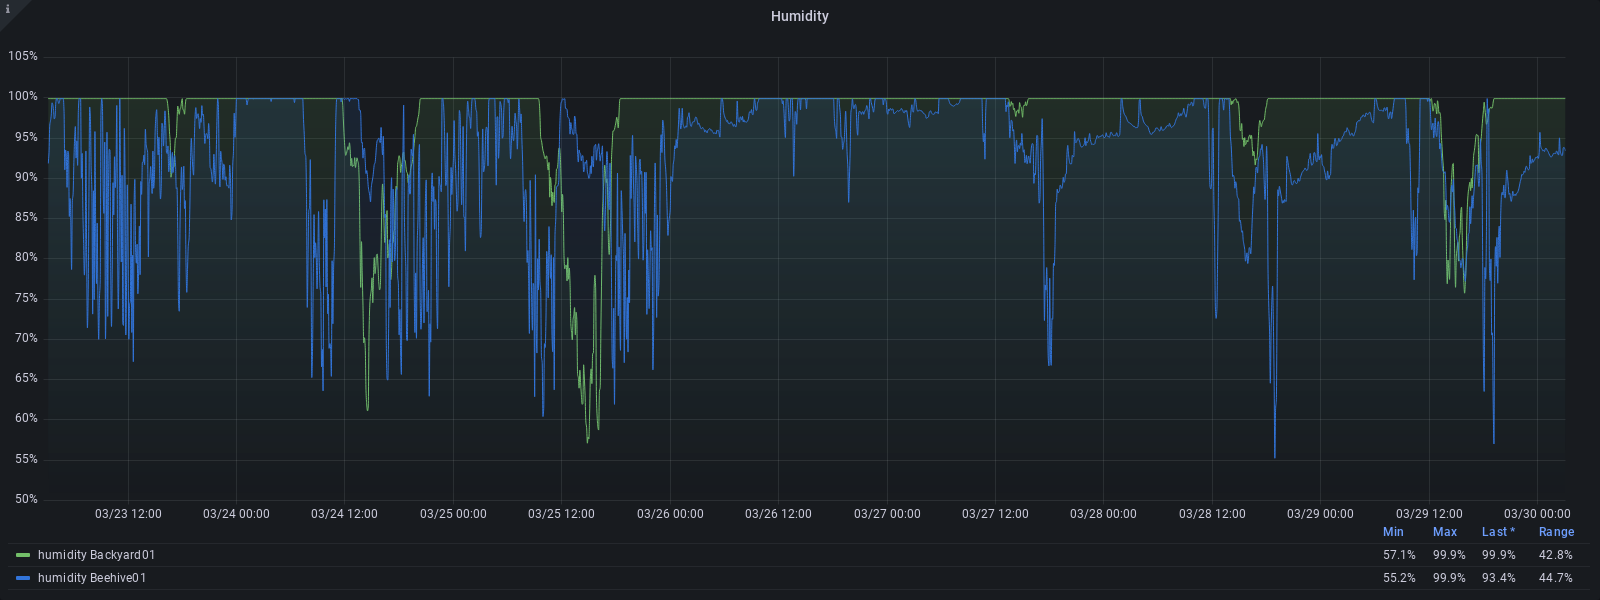 i
Humidity
105%
100%
95%
90%
85%
80%
75%
70%
65%
60%
55%
50%
03/23 12:00 03/24 00:00 03/24 12:00 03/25 00:00 03/25 12:00 03/26 00:00 03/26 12:00 03/27 00:00 03/27 12:00 03/28 00:00 03/28 12:00 03/29 00:00 03/29 12:00 03/30 00:00
Min Max Last * Range
humidity Backyard01 57.1% 99.9% 99.9% 42.8%
humidity Beehive01 55.2% 99.9% 93.4% 44.7%